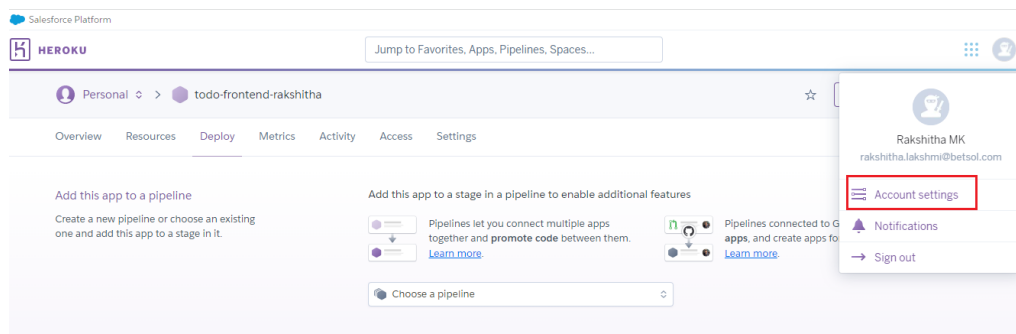 Salesforce Platform
HEROKU
Jump to Favorites, Apps, Pipelines, Spaces...
Personal > todo-frontend-rakshitha
Rakshitha MK
rakshitha.lakshmi@betsol.com
Account settings
Notifications
Sign out
Overview Resources Deploy Metrics Activity Access Settings
Add this app to a pipeline
Create a new pipeline or choose an existing
one and add this app to a stage in it.
Add this app to a stage in a pipeline to enable additional features
Pipelines let you connect multiple apps
together and promote code between them.
Learn more.
Pipelines connected to G
apps, and create apps fo
Learn more.
Choose a pipeline